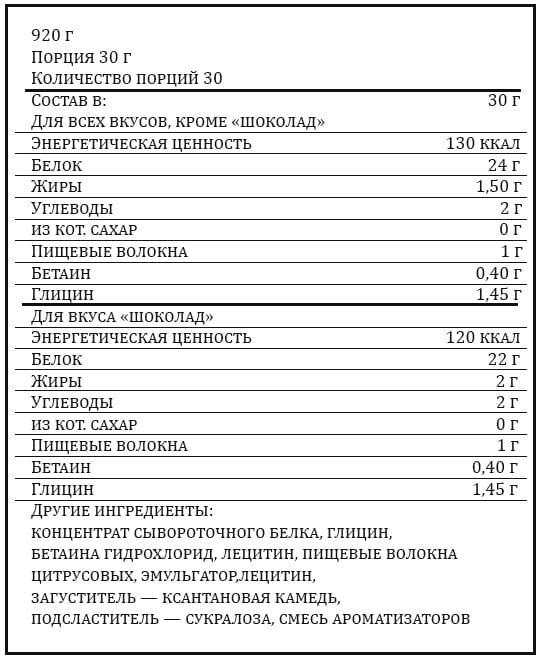 920 г
Порция 30 г
Количество порций 30
Состав в: 30 г
Для всех вкусов, кроме «шоколад»
Энергетическая ценность 130 ккал
Белок 24 г
Жиры 1,50 г
Углеводы 2 г
из кот. сахар 0 г
Пищевые волокна 1 г
Бетаин 0,40 г
Глицин 1,45 г
Для вкуса «шоколад»
Энергетическая ценность 120 ккал
Белок 22 г
Жиры 2 г
Углеводы 2 г
из кот. сахар 0 г
Пищевые волокна 1 г
Бетаин 0,40 г
Глицин 1,45 г
Другие ингредиенты:
концентрат сывороточного белка, глицин,
бетаина гидрохлорид, лецитин, пищевые волокна
цитрусовых, эмульгатор,лецитин,
загуститель — ксантановая камедь,
подсластитель — сукралоза, смесь ароматизаторов